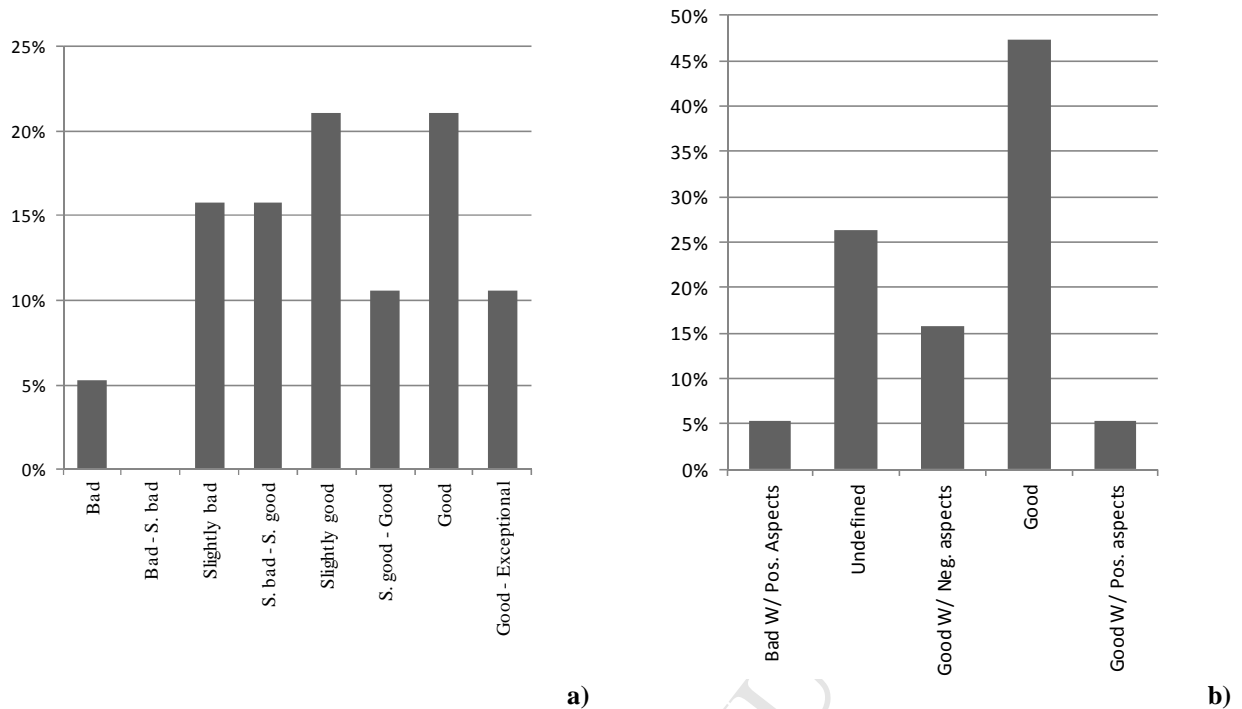 25%
20%
15%
10%
5%
0%
Bad
Bad - S. bad
Slightly bad
S. bad - S. good
Slightly good
S. good - Good
Good
Good - Exceptional
a)
50%
45%
40%
35%
30%
25%
20%
15%
10%
5%
0%
Bad W/ Pos. Aspects
Undefined
Good W/ Neg. aspects
Good
Good W/ Pos. aspects
b)